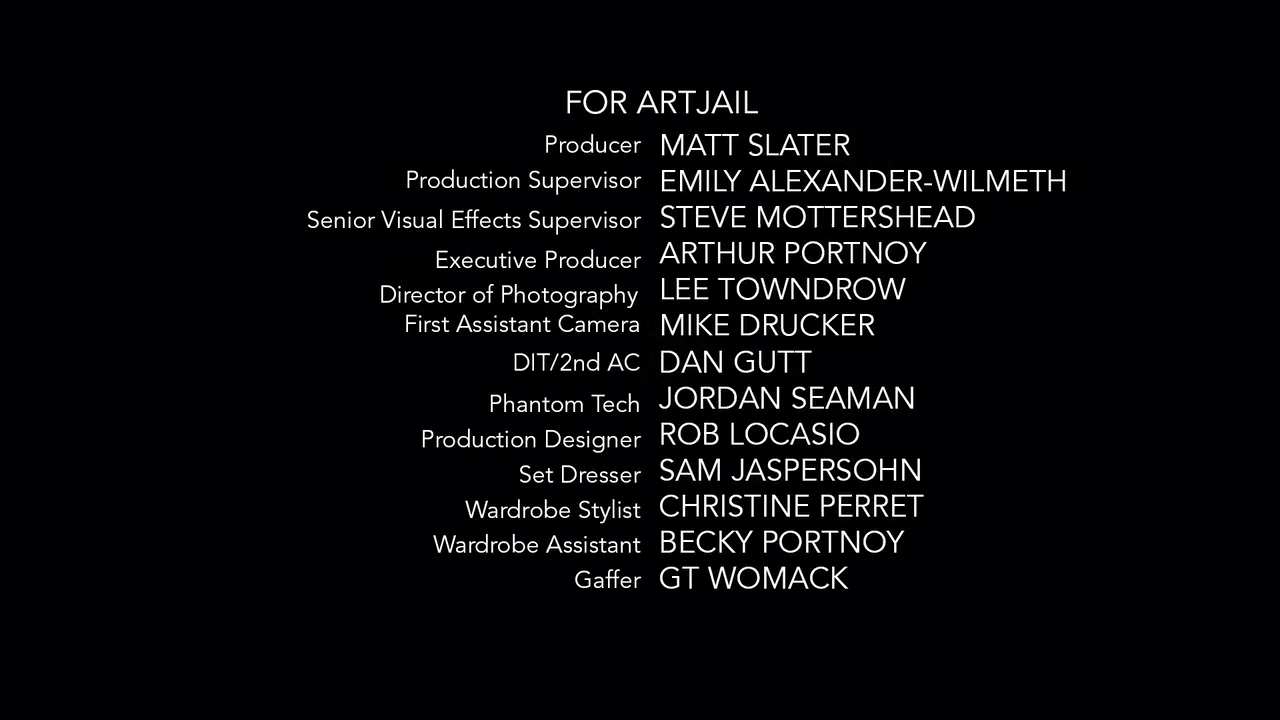 FOR ARTJAIL
Producer MATT SLATER
Production Supervisor EMILY ALEXANDER-WILMETH
Senior Visual Effects Supervisor STEVE MOTTERSHEAD
Executive Producer ARTHUR PORTNOY
Director of Photography LEE TOWNDROW
First Assistant Camera MIKE DRUCKER
DIT/2nd AC DAN GUTT
Phantom Tech JORDAN SEAMAN
Production Designer ROB LOCASIO
Set Dresser SAM JASPERSOHN
Wardrobe Stylist CHRISTINE PERRET
Wardrobe Assistant BECKY PORTNOY
Gaffer GT WOMACK